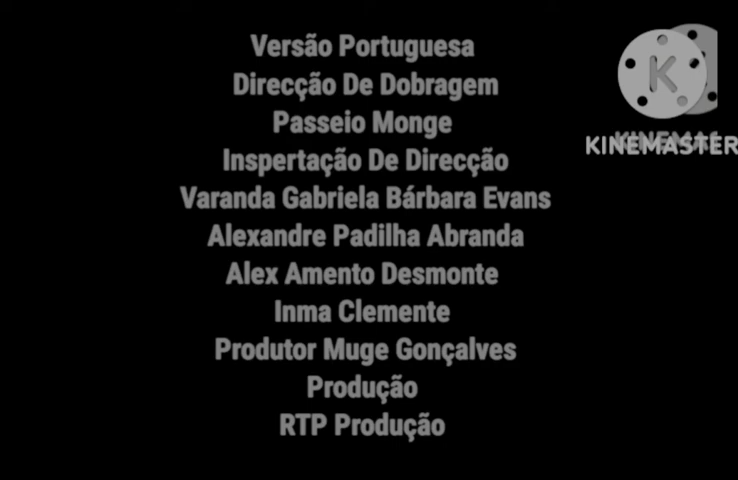 Versão Portuguesa
Direcção De Dobragem
Passeio Monge
Inspertação De Direcção
Varanda Gabriela Bárbara Evans
Alexandre Padilha Abranda
Alex Amento Desmonte
Inma Clemente
Produtor Muge Gonçalves
Produção
RTP Produção
K
KINEMASTER